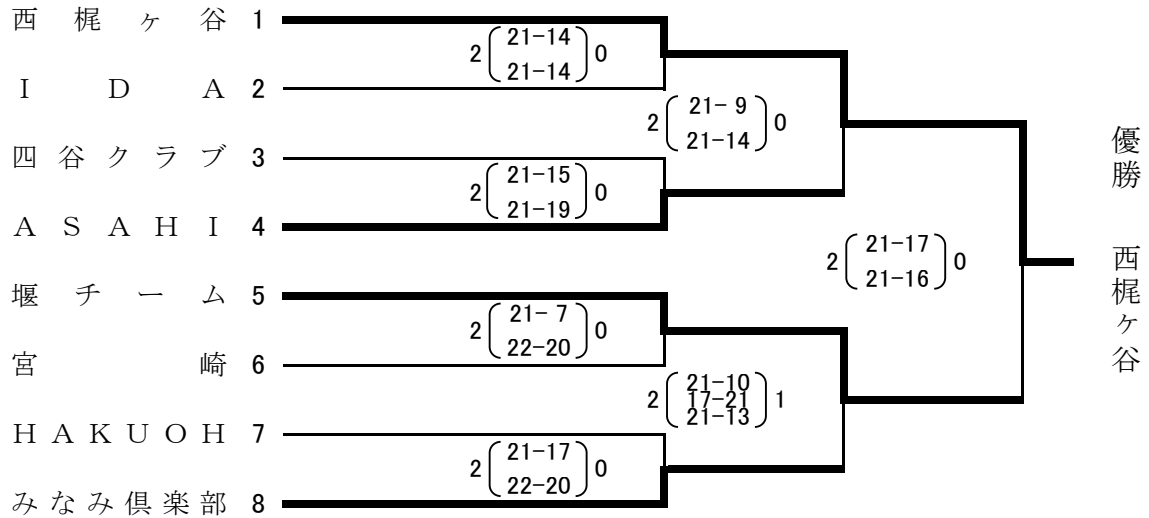 西梶ヶ谷 1
2 21-14 0
21-14
IDA 2
2 21-9 0
21-14
四谷クラブ 3
2 21-15 0
21-19
ASAHI 4
2 21-17 0
21-16
堰チーム 5
2 21-7 0
22-20
宮崎 6
2 21-10 1
17-21
21-13
HAKUOH 7
2 21-17 0
22-20
みなみ倶楽部 8
優勝 西梶ケ谷